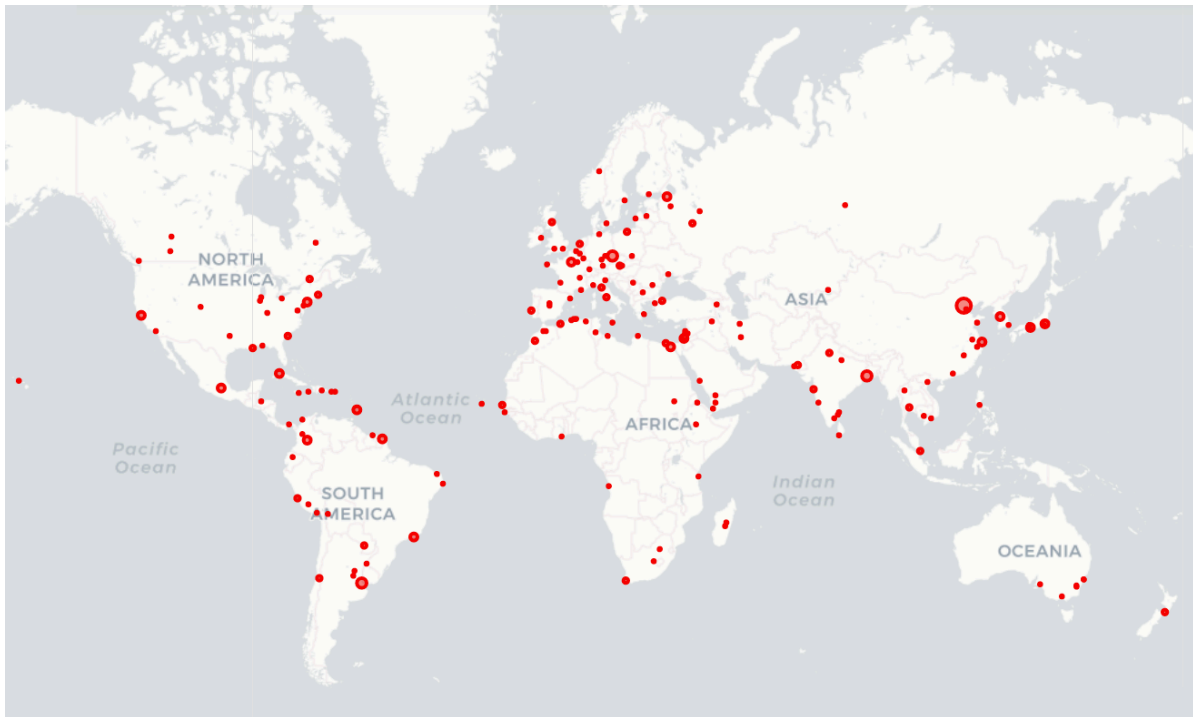 NORTH
AMERICA
ASIA
Atlantic
Ocean
AFRICA
Pacific
Ocean
SOUTH
AMERICA
Indian
Ocean
OCEANIA